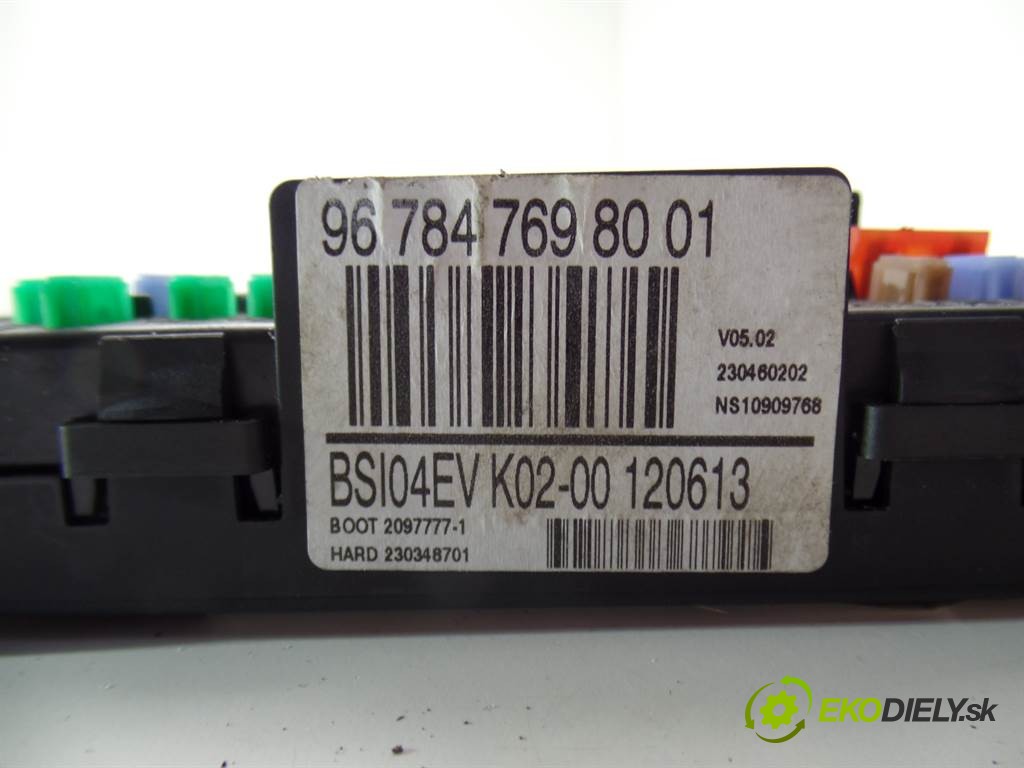 96 784 769 80 01
V05.02
230460202
NS10909768
BSI04EV K02-00 120613
BOOT 2097777-1
HARD 230348701
EKODIELY.sk